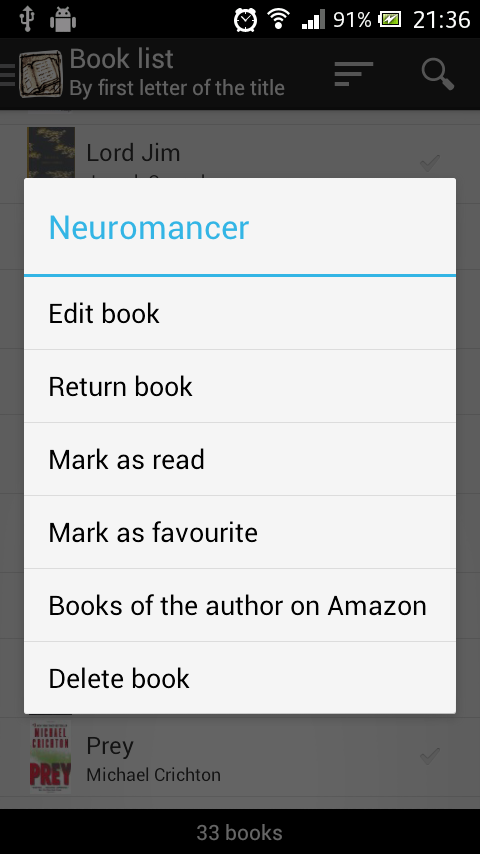 91% 21:36
Book list
By first letter of the title
Lord Jim
Neuromancer
Edit book
Return book
Mark as read
Mark as favourite
Books of the author on Amazon
Delete book
MICHAEL
CRICHTON
PREY
Prey
Michael Crichton
33 books